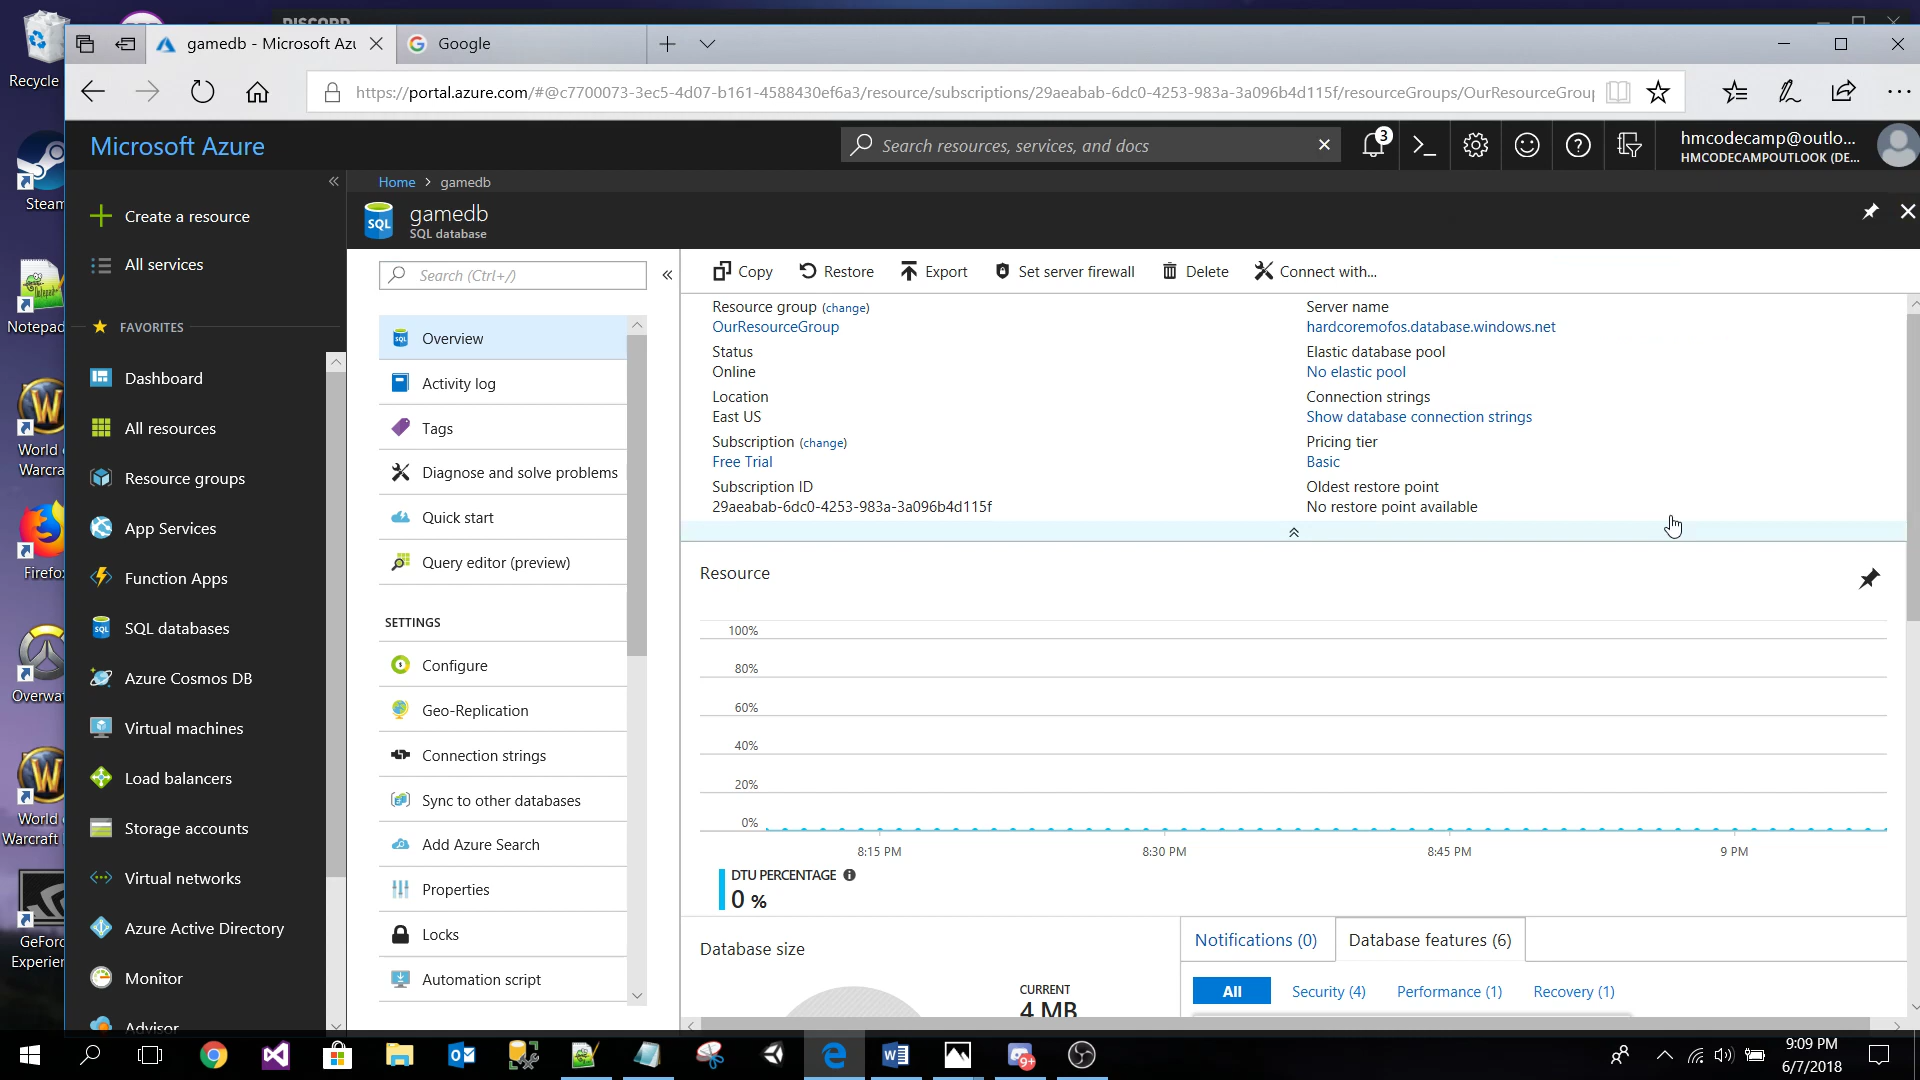 DISCORD
gamedb - Microsoft Azu
Google
https://portal.azure.com/#@c7700073-3ec5-4d07-b161-4588430ef6a3/resource/subscriptions/29aeabab-6dc0-4253-983a-3a096b4d115f/resourceGroups/OurResourceGroup
Microsoft Azure
Search resources, services, and docs
3
hmcodecamp@outlo...
HMCODECAMPOUTLOOK (DE...
Recycle
Steam
Notepad
World
Warcra
Firefox
Overwa
World
Warcraft
GeForc
Experien
Create a resource
All services
FAVORITES
Dashboard
All resources
Resource groups
App Services
Function Apps
SQL databases
Azure Cosmos DB
Virtual machines
Load balancers
Storage accounts
Virtual networks
Azure Active Directory
Monitor
Advisor
Home > gamedb
SQL
gamedb
SQL database
Search (Ctrl+/)
Overview
Activity log
Tags
Diagnose and solve problems
Quick start
Query editor (preview)
SETTINGS
Configure
Geo-Replication
Connection strings
Sync to other databases
Add Azure Search
Properties
Locks
Automation script
Copy
Restore
Export
Set server firewall
Delete
Connect with...
Resource group (change)
OurResourceGroup
Status
Online
Location
East US
Subscription (change)
Free Trial
Subscription ID
29aeabab-6dc0-4253-983a-3a096b4d115f
Server name
hardcoremofos.database.windows.net
Elastic database pool
No elastic pool
Connection strings
Show database connection strings
Pricing tier
Basic
Oldest restore point
No restore point available
Resource
100%
80%
60%
40%
20%
0%
8:15 PM
8:30 PM
8:45 PM
9 PM
DTU PERCENTAGE
0 %
Database size
CURRENT
4 MB
Notifications (0)
Database features (6)
All
Security (4)
Performance (1)
Recovery (1)
9+
9:09 PM
6/7/2018